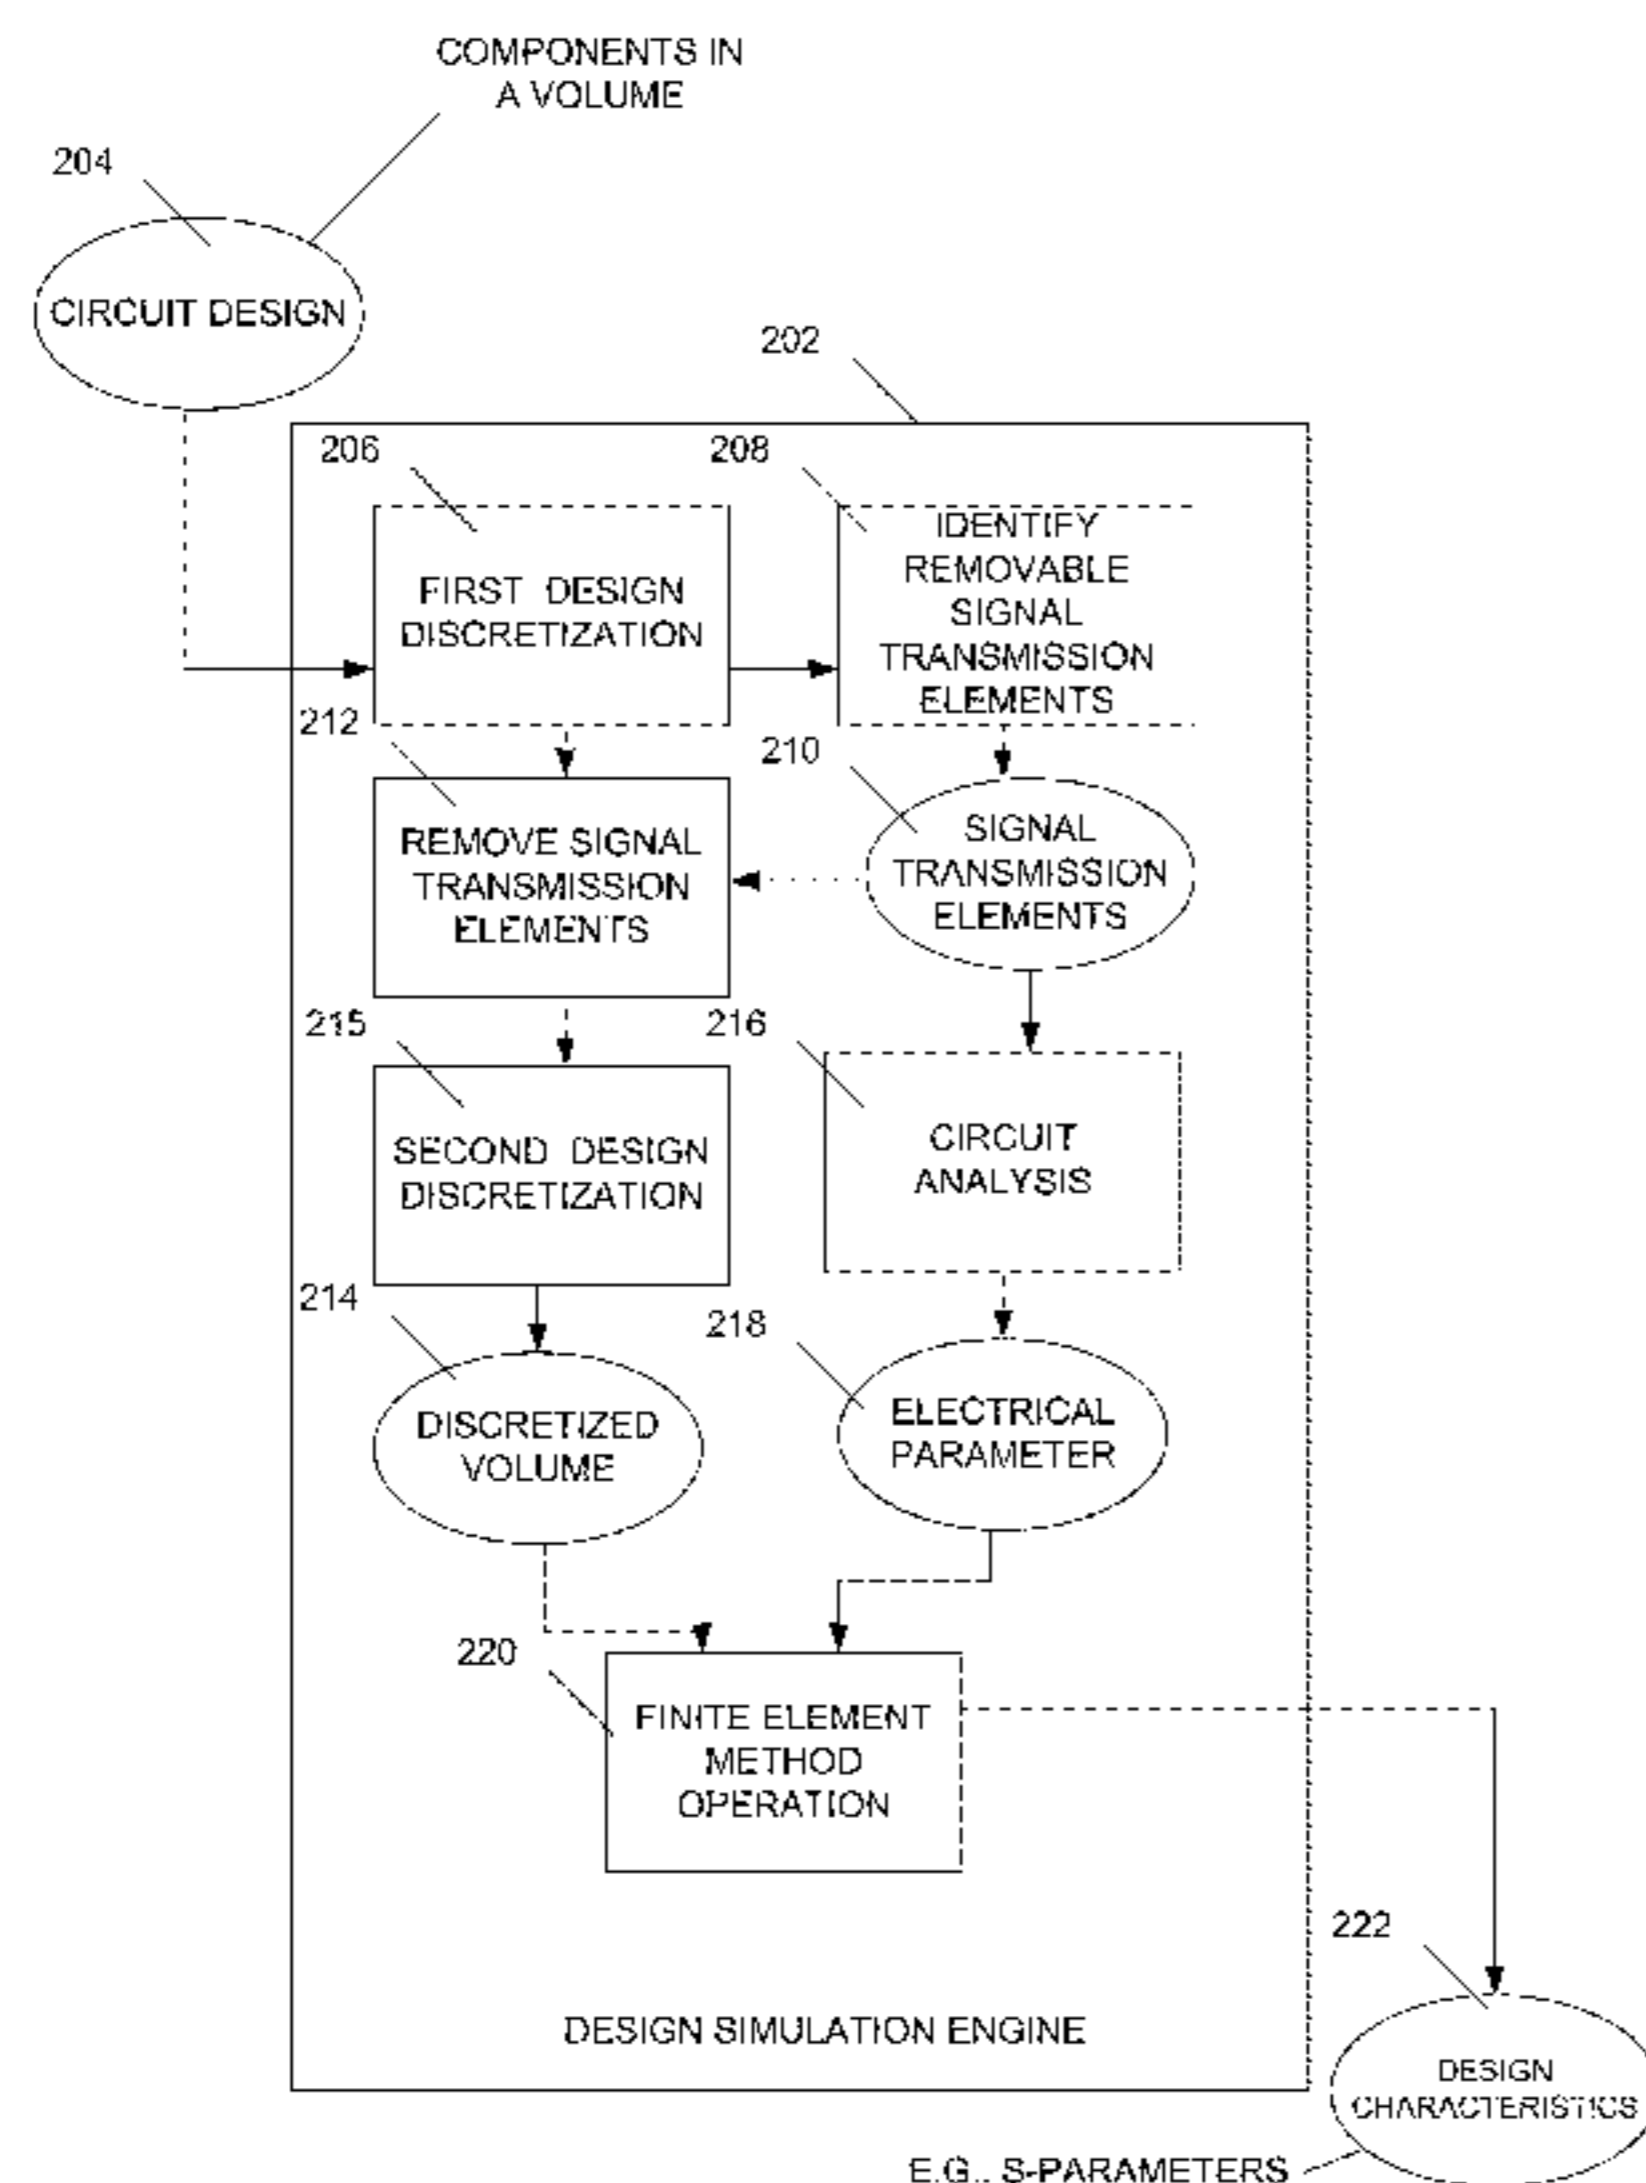 COMPONENTS IN
A VOLUME
204
CIRCUIT DESIGN
202
206
208
FIRST DESIGN
DISCRETIZATION
IDENTIFY
REMOVABLE
SIGNAL
TRANSMISSION
ELEMENTS
212
210
REMOVE SIGNAL
TRANSMISSION
ELEMENTS
SIGNAL
TRANSMISSION
ELEMENTS
215
216
SECOND DESIGN
DISCRETIZATION
CIRCUIT
ANALYSIS
214
218
DISCRETIZED
VOLUME
ELECTRICAL
PARAMETER
220
FINITE ELEMENT
METHOD
OPERATION
222
DESIGN SIMULATION ENGINE
DESIGN
CHARACTERISTICS
E.G., S-PARAMETERS